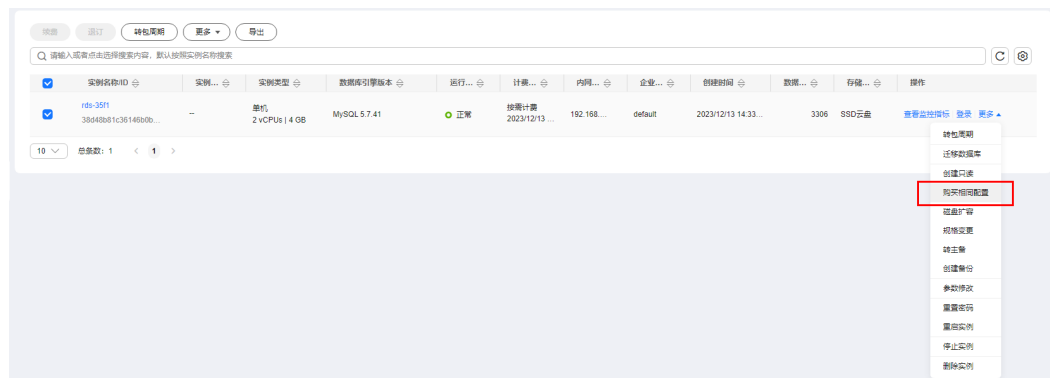 续费 退订 转包周期 更多 导出
请输入或者点击选择搜索内容，默认按照实例名称搜索
实例名称/ID 实例... 实例类型 数据库引擎版本 运行... 计费... 内网... 企业... 创建时间 数据... 存储... 操作
rds-35f1 单机 按需计费
38d48b81c36146b0b... -- 2 vCPUs | 4 GB MySQL 5.7.41 正常 2023/12/13 ... 192.168.... default 2023/12/13 14:33... 3306 SSD云盘 查看监控指标 登录 更多
10 总条数：1 < 1 >
转包周期
迁移数据库
创建只读
购买相同配置
磁盘扩容
规格变更
转主备
创建备份
参数修改
重置密码
重启实例
停止实例
删除实例